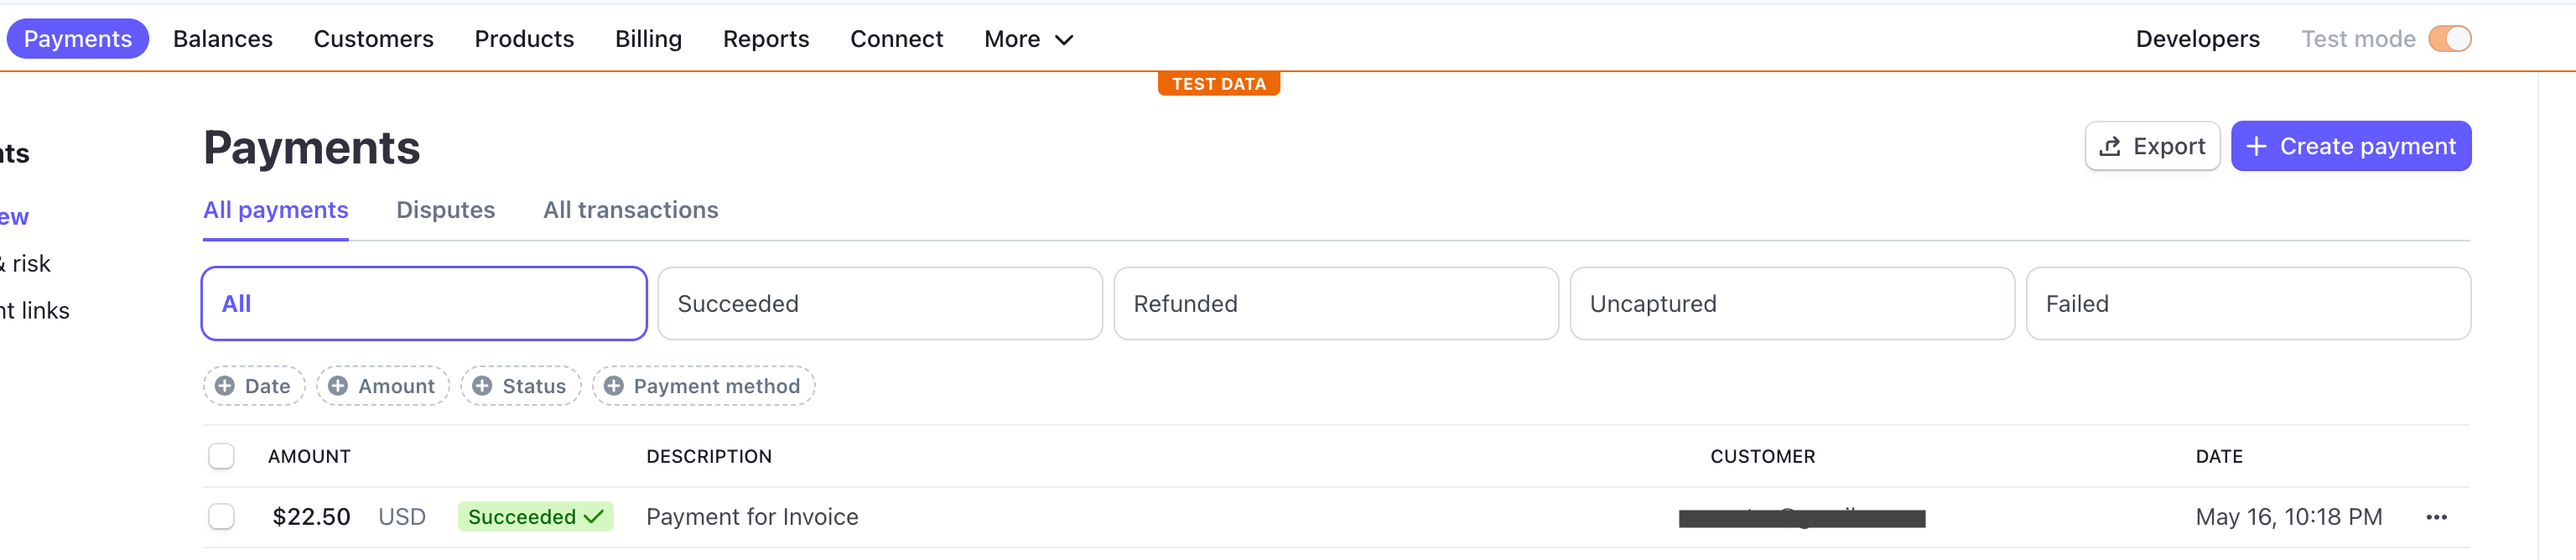 Payments Balances Customers Products Billing Reports Connect More Developers Test mode
TEST DATA
Payments
Export
Create payment
nts
All payments Disputes All transactions
ew
& risk
nt links
All Succeeded Refunded Uncaptured Failed
Date Amount Status Payment method
AMOUNT DESCRIPTION CUSTOMER DATE
$22.50 USD Succeeded Payment for Invoice May 16, 10:18 PM